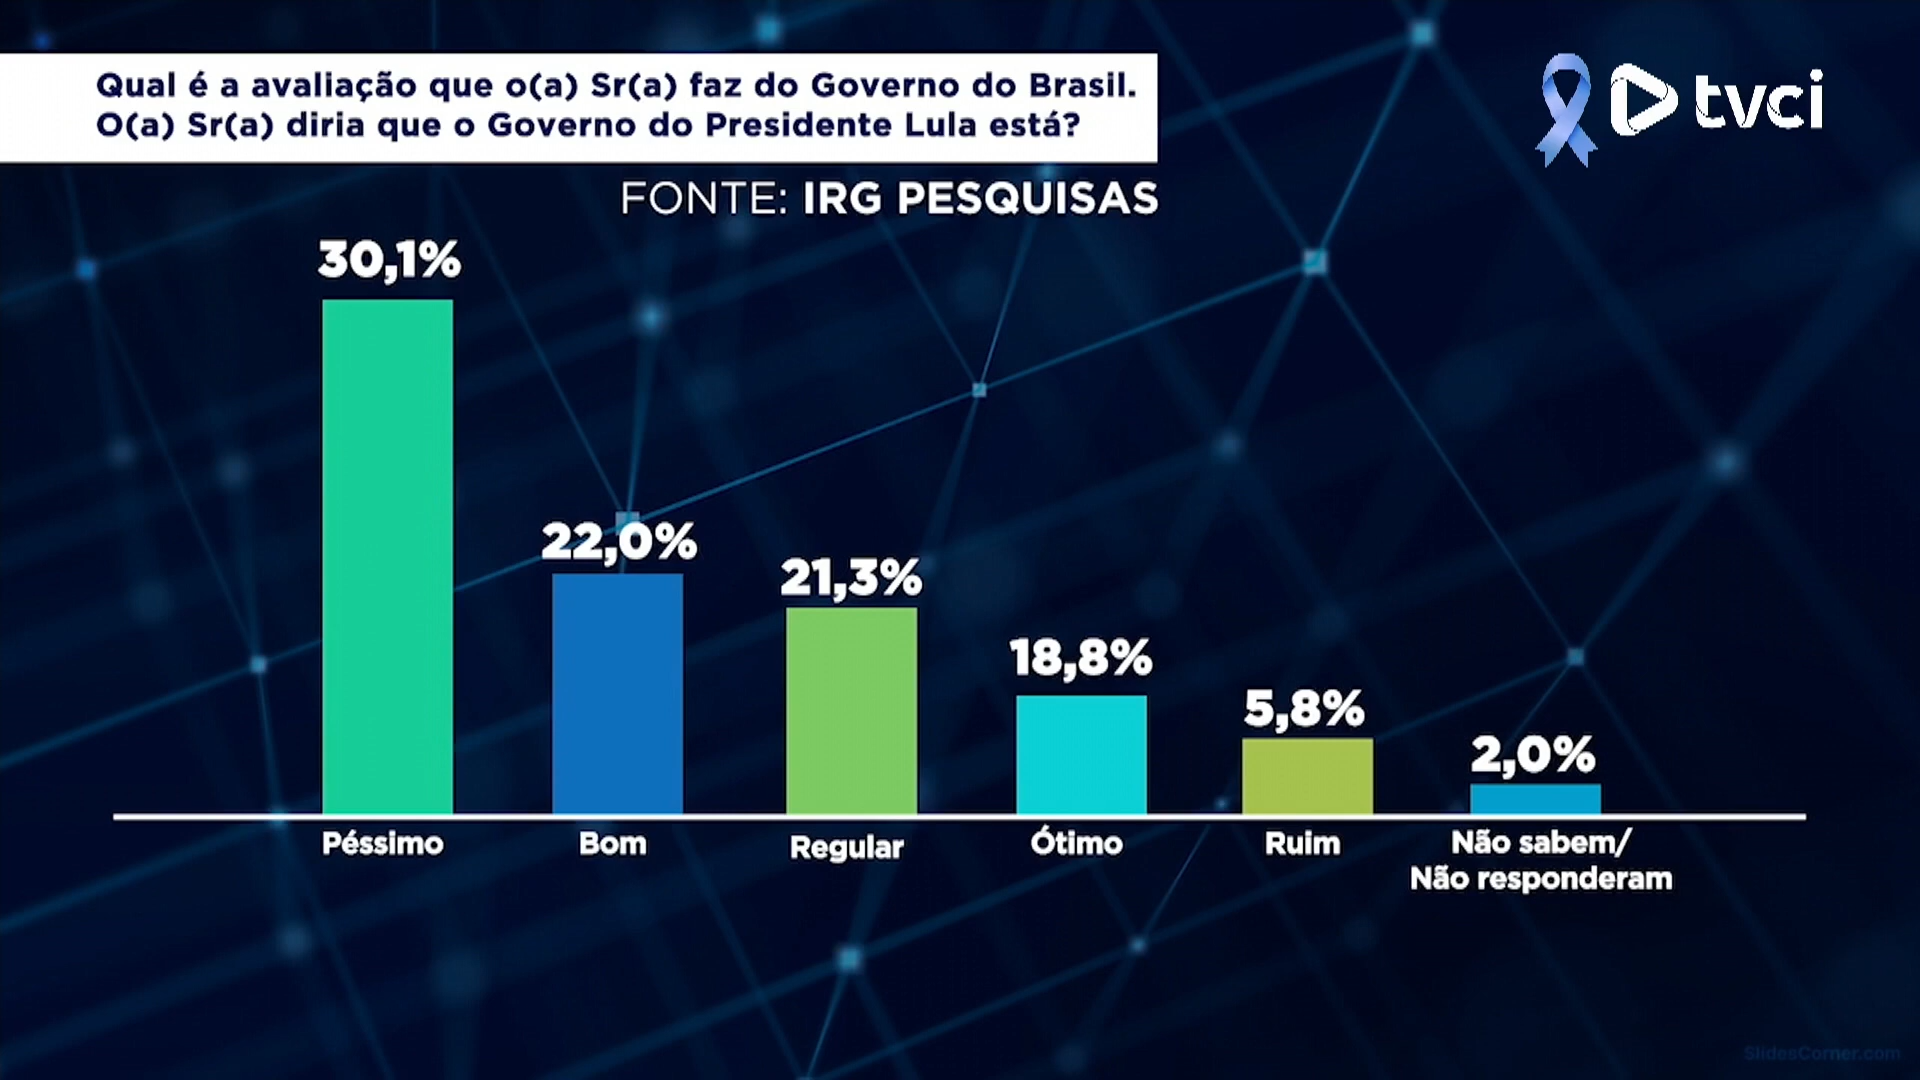 Qual é a avaliação que o(a) Sr(a) faz do Governo do Brasil.
O(a) Sr(a) diria que o Governo do Presidente Lula está?
tvci
FONTE: IRG PESQUISAS
30,1%
22,0%
21,3%
18,8%
5,8%
2,0%
Péssimo
Bom
Regular
Ótimo
Ruim
Não sabem/
Não responderam
SlidesCorner.com